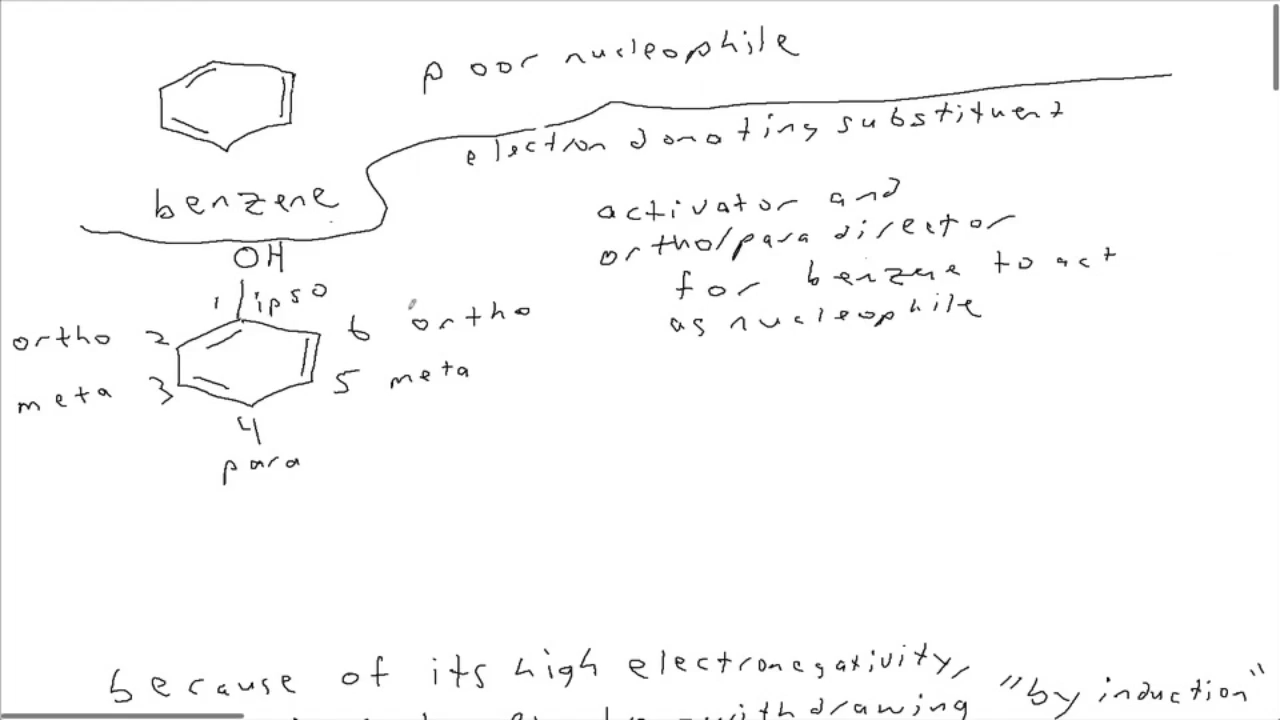 poor nucleophile
benzene
electron donating substituent
activator and
ortho/para director
for benzene to act
as nucleophile
OH
1 ipso
ortho 2 6 ortho
meta 3 5 meta
4
para
because of its high electronegativity, "by induction"
withdrawing